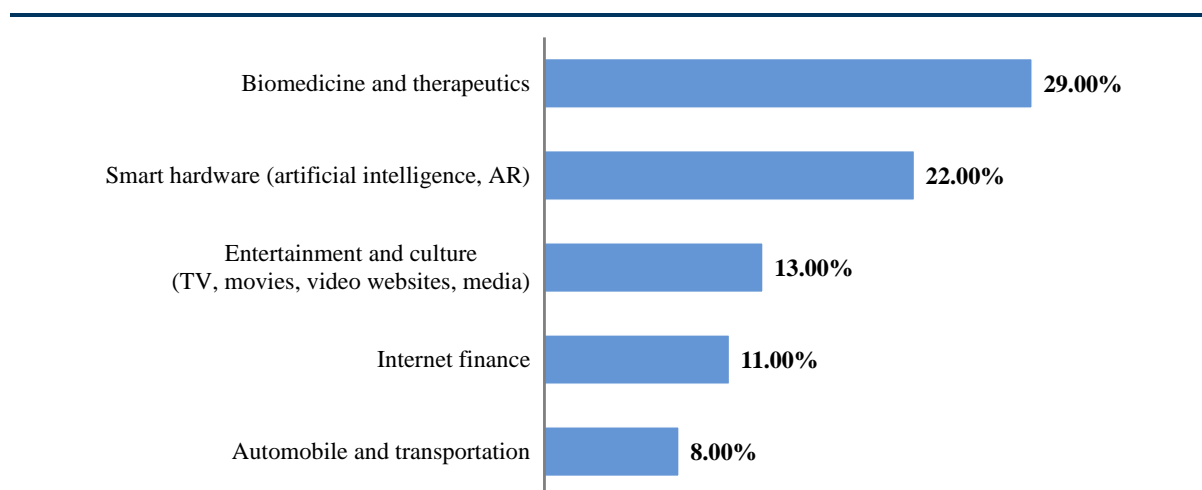 Biomedicine and therapeutics
29.00%
Smart hardware (artificial intelligence, AR)
22.00%
Entertainment and culture
(TV, movies, video websites, media)
13.00%
Internet finance
11.00%
Automobile and transportation
8.00%